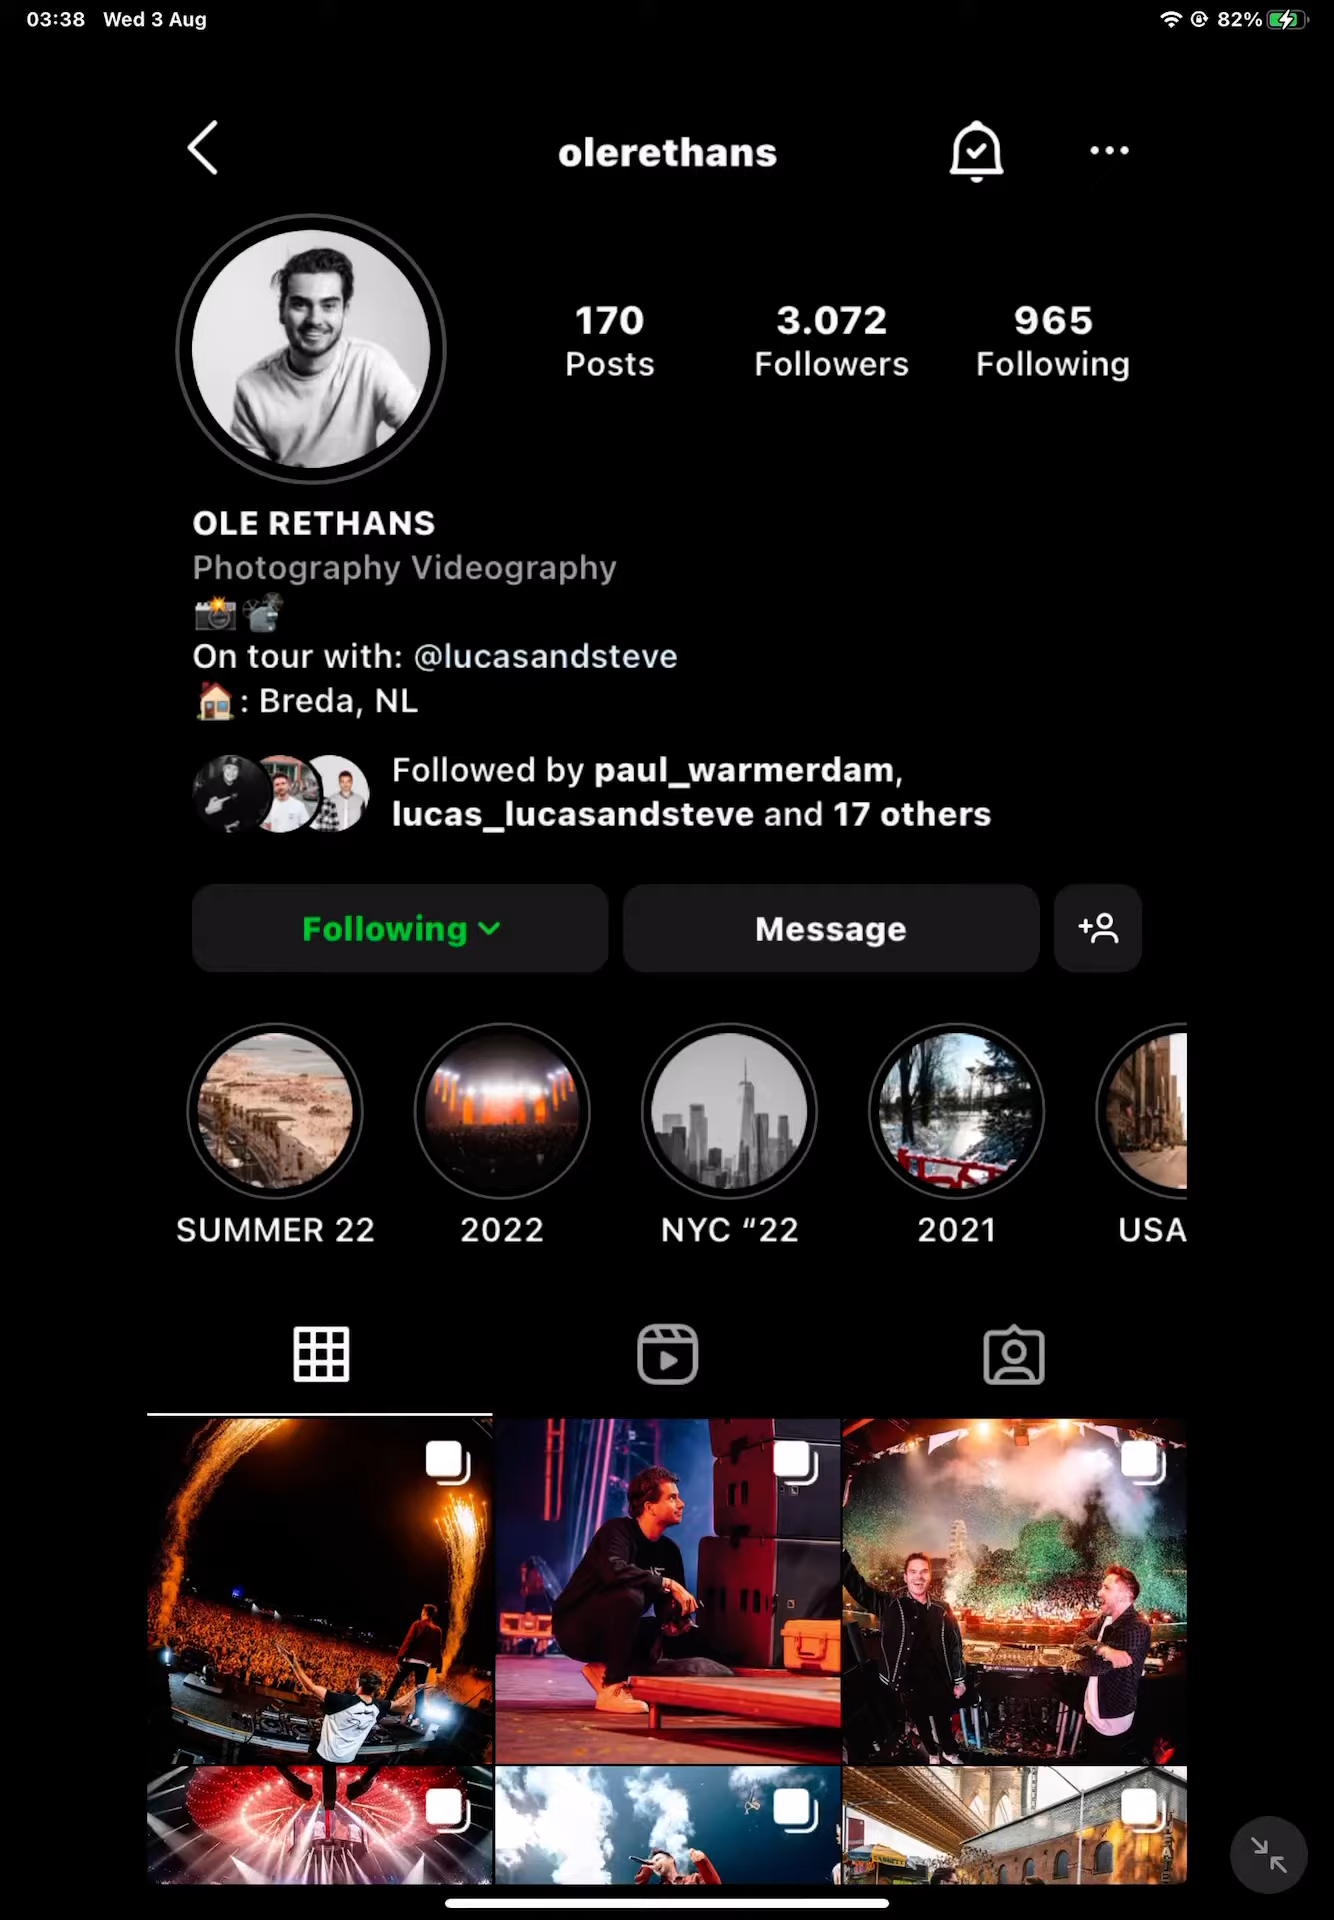 03:38 Wed 3 Aug
82%
olerethans
170
Posts
3.072
Followers
965
Following
OLE RETHANS
Photography Videography
📸📽
On tour with: @lucasandsteve
🏠: Breda, NL
Followed by paul_warmerdam,
lucas_lucasandsteve and 17 others
Following
Message
SUMMER 22
2022
NYC “22
2021
USA